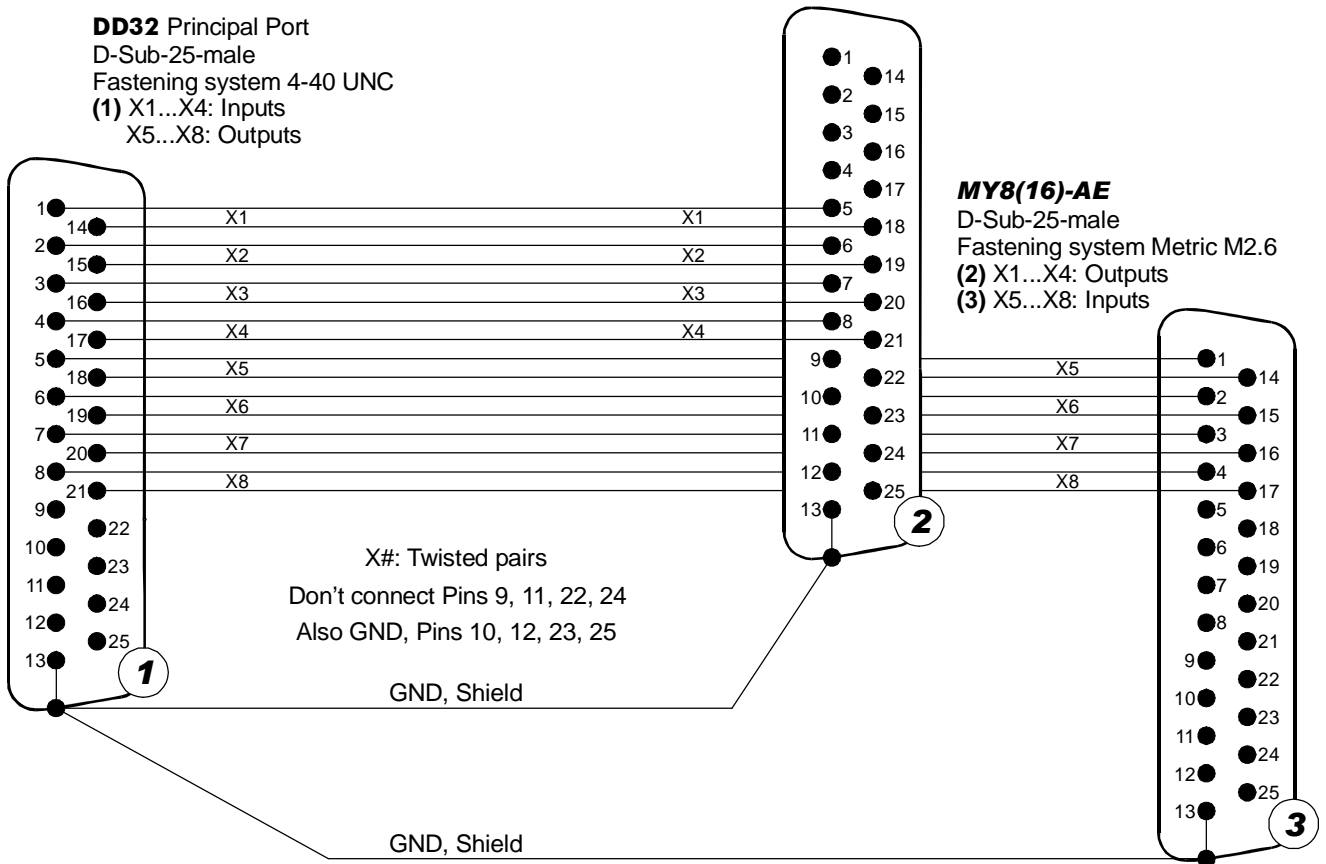 DD32 Principal Port
D-Sub-25-male
Fastening system 4-40 UNC
(1) X1...X4: Inputs
X5...X8: Outputs
1
14
2
15
3
16
4
17
5
18
6
19
7
20
8
21
9
22
10
23
11
24
12
25
13
1
X1
X2
X3
X4
X5
X6
X7
X8
X1
X2
X3
X4
1
14
2
15
3
16
4
17
5
18
6
19
7
20
8
21
9
22
10
23
11
24
12
25
13
2
MY8(16)-AE
D-Sub-25-male
Fastening system Metric M2.6
(2) X1...X4: Outputs
(3) X5...X8: Inputs
X5
X6
X7
X8
1
14
2
15
3
16
4
17
5
18
6
19
7
20
8
21
9
22
10
23
11
24
12
25
13
3
X#: Twisted pairs
Don't connect Pins 9, 11, 22, 24
Also GND, Pins 10, 12, 23, 25
GND, Shield
GND, Shield